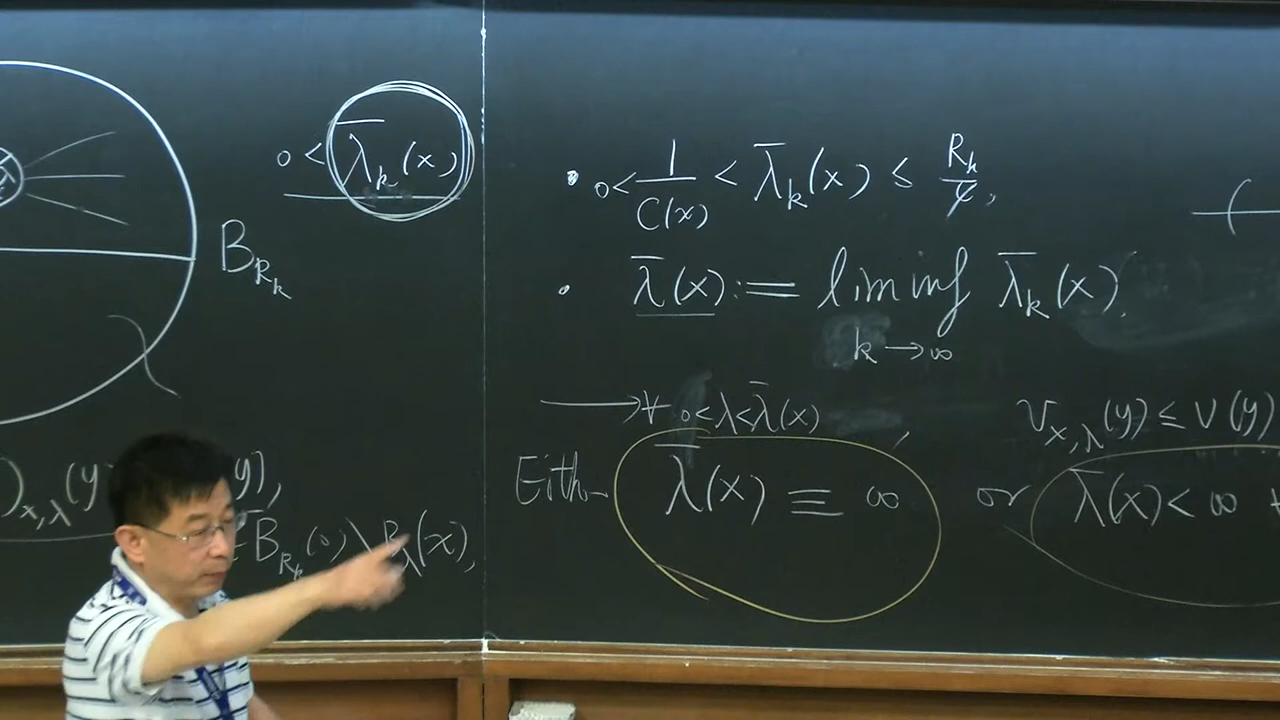 0 < λ̄_k(x)
B_{R_k}
)_{x,λ}(y
y),
B̄_{R_k}(0) \ B_λ(x),
• 0 < 1/C(x) < λ̄_k(x) ≤ R_k/4,
• λ̄(x) := lim inf_{k→∞} λ̄_k(x).
→ ∀ 0<λ<λ̄(x), v_{x,λ}(y) ≤ v(y)
Eith- λ̄(x) ≡ ∞ or λ̄(x) < ∞